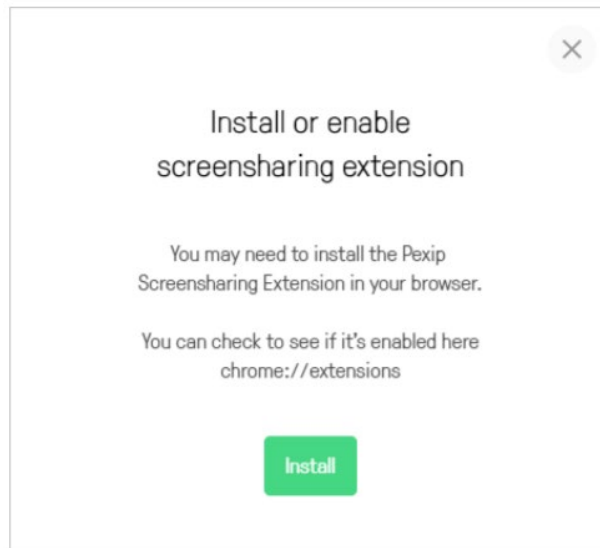 Install or enable
screensharing extension
You may need to install the Pexip
Screensharing Extension in your browser.
You can check to see if it's enabled here
chrome://extensions
Install